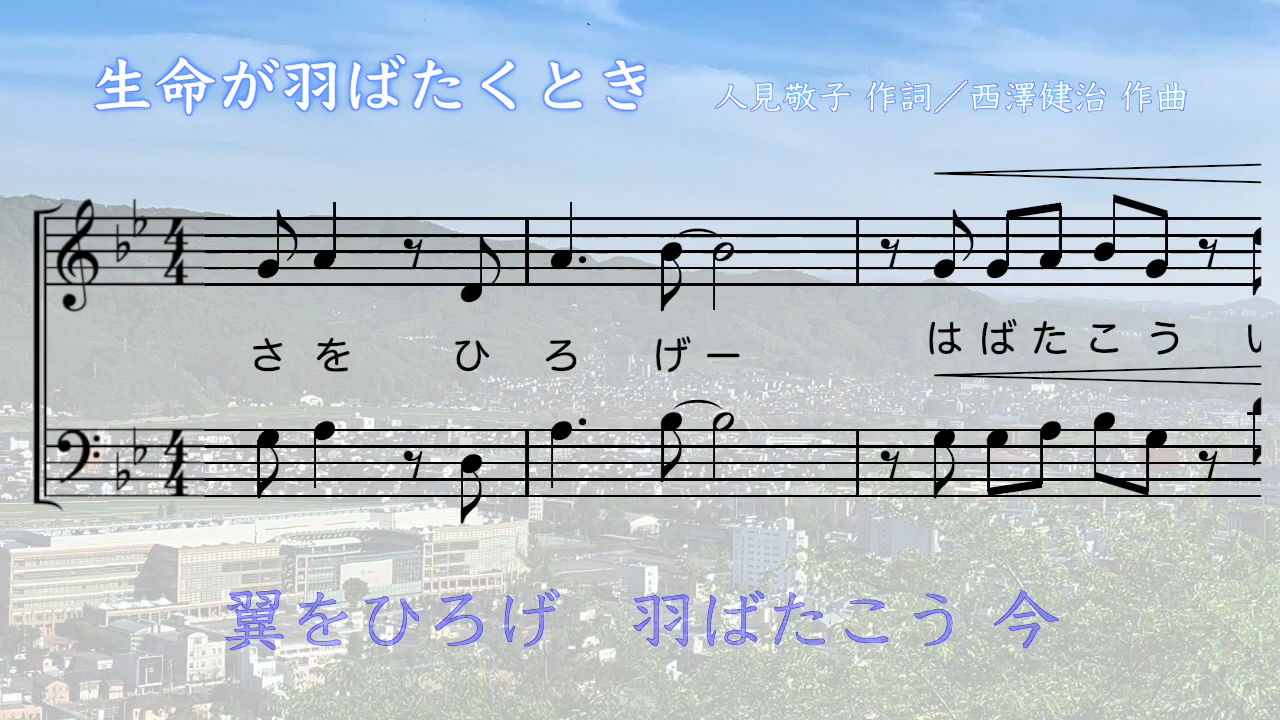 生命が羽ばたくとき 人見敬子 作詞／西澤健治 作曲
さを ひろげー はばたこう い
翼をひろげ 羽ばたこう 今